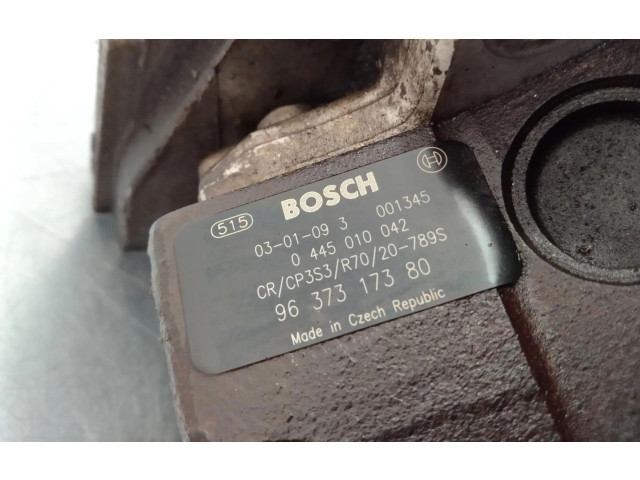 515 BOSCH
03-01-09 3 001345
0 445 010 042
CR/CP3S3/R70/20-789S
96 373 173 80
Made in Czech Republic